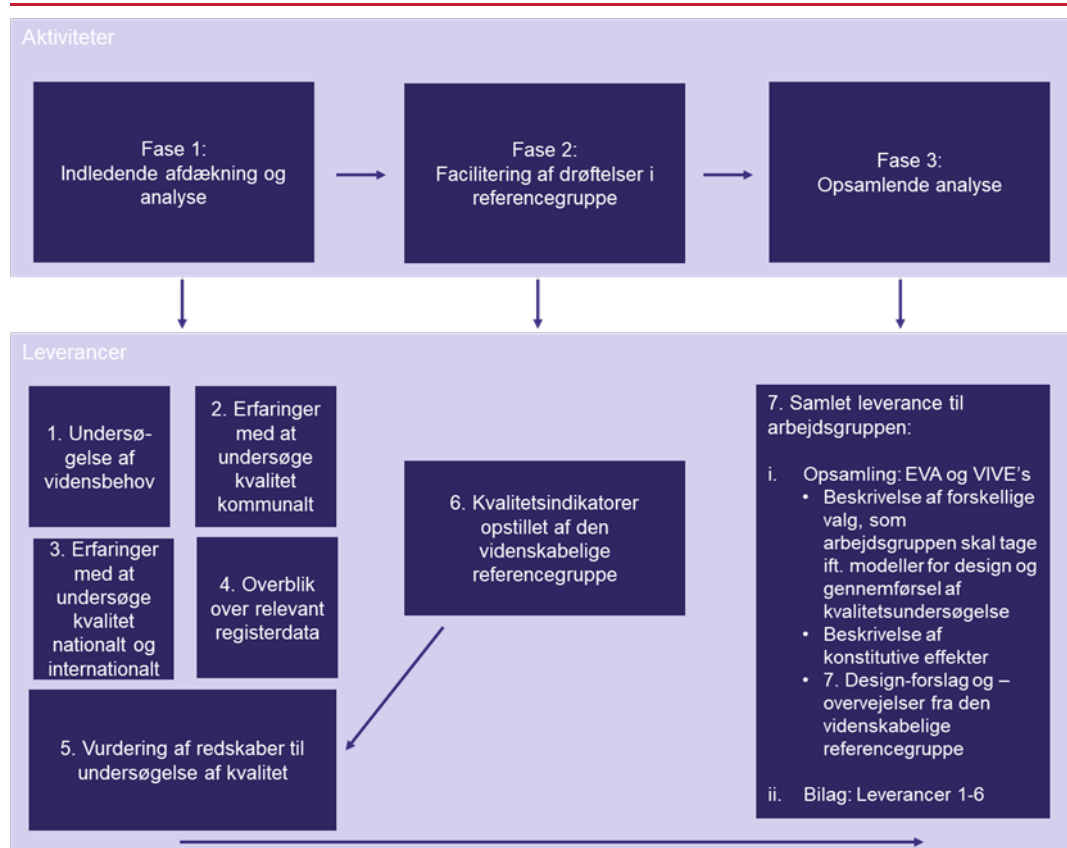 Aktiviteter
Fase 1:
Indledende afdækning og
analyse
Fase 2:
Facilitering af drøftelser i
referencegruppe
Fase 3:
Opsamlende analyse
Leverancer
1. Undersø-
gelse af
vidensbehov
2. Erfaringer
med at
undersøge
kvalitet
kommunalt
3. Erfaringer
med at
undersøge
kvalitet
nationalt og
internationalt
4. Overblik
over relevant
registerdata
5. Vurdering af redskaber til
undersøgelse af kvalitet
6. Kvalitetsindikatorer
opstillet af den
videnskabelige
referencegruppe
7. Samlet leverance til
arbejdsgruppen:
i. Opsamling: EVA og VIVE's
• Beskrivelse af forskellige
valg, som
arbejdsgruppen skal tage
ift. modeller for design og
gennemførsel af
kvalitetsundersøgelse
• Beskrivelse af
konstitutive effekter
• 7. Design-forslag og –
overvejelser fra den
videnskabelige
referencegruppe
ii. Bilag: Leverancer 1-6